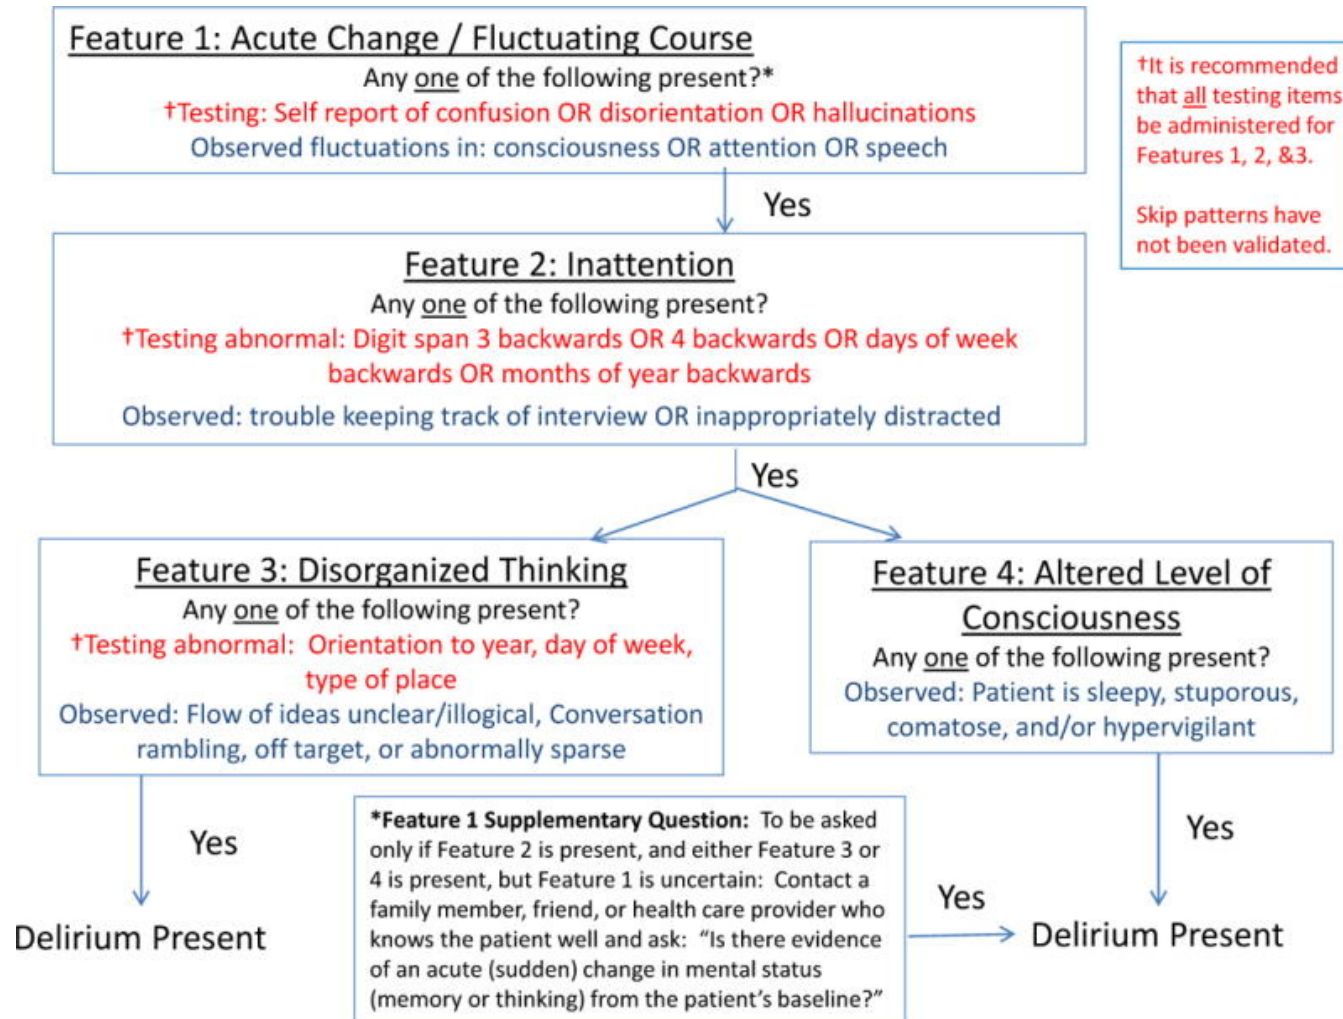 Feature 1: Acute Change / Fluctuating Course
Any one of the following present?*
†Testing: Self report of confusion OR disorientation OR hallucinations
Observed fluctuations in: consciousness OR attention OR speech
†It is recommended
that all testing items
be administered for
Features 1, 2, &3.
Skip patterns have
not been validated.
Yes
Feature 2: Inattention
Any one of the following present?
†Testing abnormal: Digit span 3 backwards OR 4 backwards OR days of week
backwards OR months of year backwards
Observed: trouble keeping track of interview OR inappropriately distracted
Yes
Feature 3: Disorganized Thinking
Any one of the following present?
†Testing abnormal: Orientation to year, day of week,
type of place
Observed: Flow of ideas unclear/illogical, Conversation
rambling, off target, or abnormally sparse
Feature 4: Altered Level of
Consciousness
Any one of the following present?
Observed: Patient is sleepy, stuporous,
comatose, and/or hypervigilant
Yes
Delirium Present
*Feature 1 Supplementary Question: To be asked
only if Feature 2 is present, and either Feature 3 or
4 is present, but Feature 1 is uncertain: Contact a
family member, friend, or health care provider who
knows the patient well and ask: “Is there evidence
of an acute (sudden) change in mental status
(memory or thinking) from the patient’s baseline?”
Yes
Yes
Delirium Present